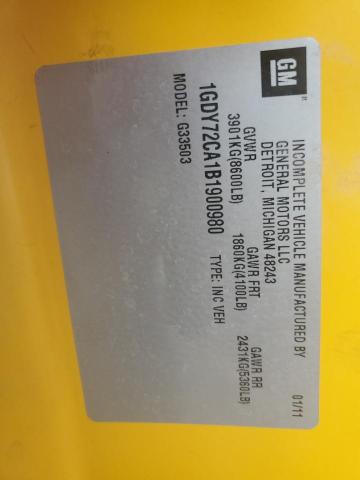 GM
INCOMPLETE VEHICLE MANUFACTURED BY
GENERAL MOTORS LLC
DETROIT, MICHIGAN 48243
01/11
GVWR GAWR FRT GAWR RR
3901KG(8600LB) 1860KG(4100LB) 2431KG(5360LB)
1GDY72CA1B1900980 TYPE: INC VEH
MODEL: G33503